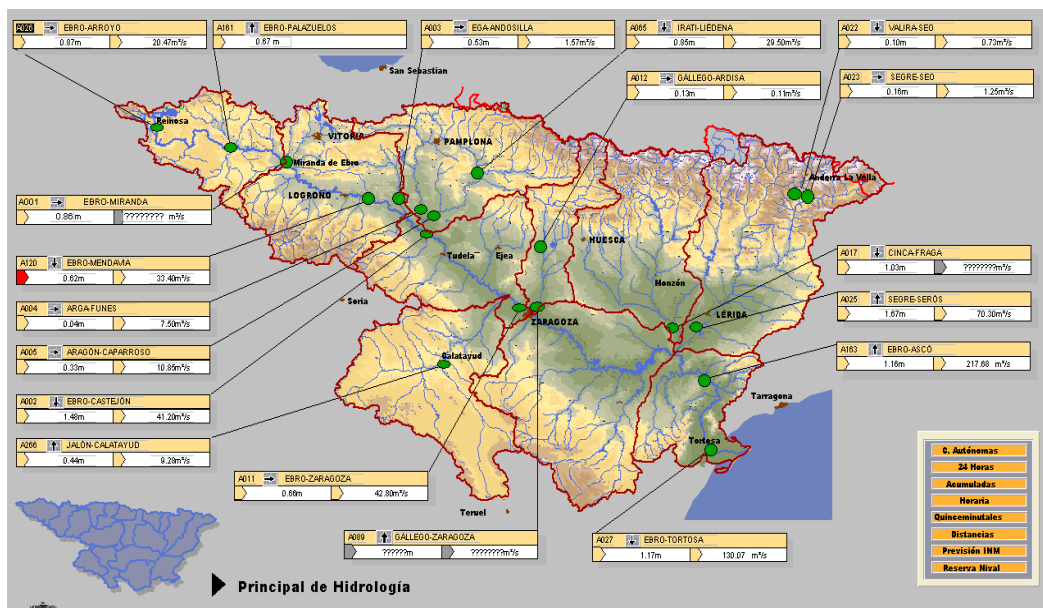 A026 EBRO-ARROYO
0.87m 20.47m³/s
A161 EBRO-PALAZUELOS
0.67 m
A003 EGA-ANDOSILLA
0.53m 1.57m³/s
A065 IRATI-LIEDENA
0.85m 29.50m³/s
A022 VALIRA-SEO
0.10m 0.73m³/s
A012 GÁLLEGO-ARDISA
0.13m 0.11m³/s
A023 SEGRE-SEO
0.16m 1.25m³/s
San Sebastian
Reinosa
VITORIA
PAMPLONA
Miranda de Ebro
Andorra La Vella
LOGROÑO
A001 EBRO-MIRANDA
0.86m ???????? m³/s
HUESCA
Tudela
Ejea
A120 EBRO-MENDAVIA
0.62m 33.40m³/s
A017 CINCA-FRAGA
1.03m ????????m³/s
Monzón
Soria
A004 ARGA-FUNES
0.04m 7.50m³/s
A025 SEGRE-SERÓS
1.67m 70.30m³/s
ZARAGOZA
LÉRIDA
A005 ARAGÓN-CAPARROSO
0.33m 10.85m³/s
A163 EBRO-ASCÓ
1.16m 217.68 m³/s
Calatayud
A002 EBRO-CASTEJÓN
1.48m 41.20m³/s
Tarragona
A266 JALÓN-CALATAYUD
0.44m 9.28m³/s
Tortosa
C. Autónomas
24 Horas
Acumuladas
Horaria
Quinceminutales
Distancias
Previsión INM
Reserva Nival
A011 EBRO-ZARAGOZA
0.66m 42.80m³/s
Teruel
A089 GÁLLEGO-ZARAGOZA
??????m ????????m³/s
A027 EBRO-TORTOSA
1.17m 130.07 m³/s
Principal de Hidrología